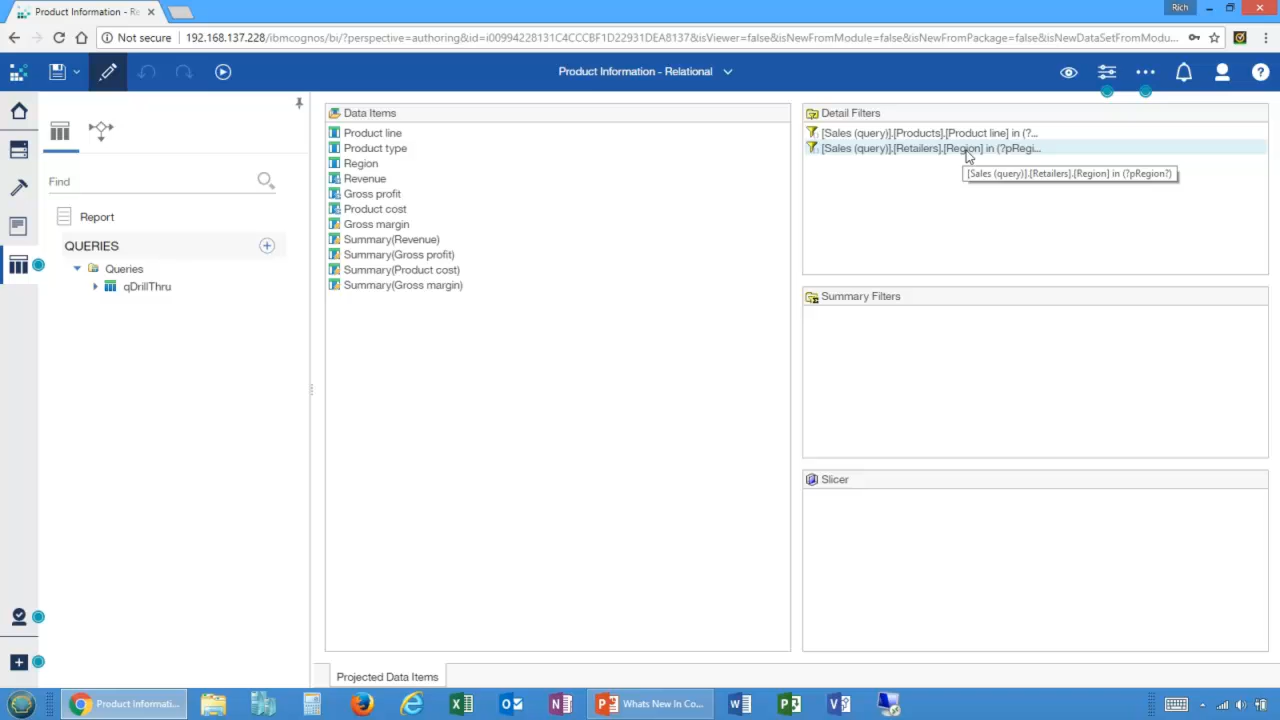 Product Information - Re
Rich
Not secure
192.168.137.228/ibmcognos/bi/?perspective=authoring&id=i00994228131C4CCCBF1D22931DEA8137&isViewer=false&isNewFromModule=false&isNewFromPackage=false&isNewDataSetFromModu...
Product Information - Relational
Find
Report
QUERIES
Queries
qDrillThru
Data Items
Product line
Product type
Region
Revenue
Gross profit
Product cost
Gross margin
Summary(Revenue)
Summary(Gross profit)
Summary(Product cost)
Summary(Gross margin)
Detail Filters
[Sales (query)].[Products].[Product line] in (?...
[Sales (query)].[Retailers].[Region] in (?pRegi...
[Sales (query)].[Retailers].[Region] in (?pRegion?)
Summary Filters
Slicer
Projected Data Items
Product Informati...
Whats New In Co...